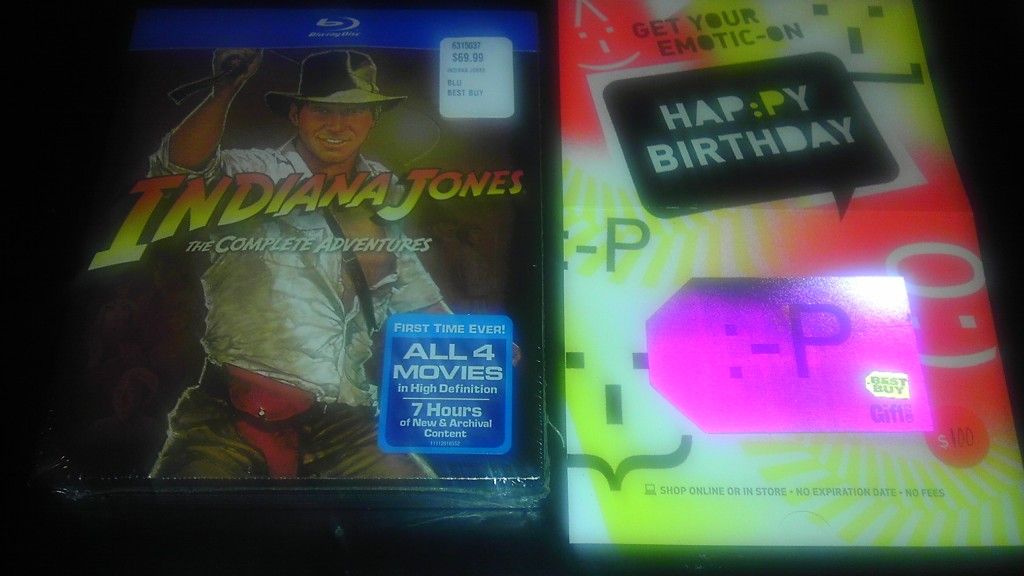 Blu-ray Disc
6315037
$69.99
INDIANA JONES
BLU
BEST BUY
INDIANA JONES
THE COMPLETE ADVENTURES
FIRST TIME EVER!
ALL 4
MOVIES
in High Definition
7 Hours
of New & Archival
Content
GET YOUR
EMOTIC-ON
HAP:PY
BIRTHDAY
:-P
:-P
BEST
BUY
Gift
$100
SHOP ONLINE OR IN STORE • NO EXPIRATION DATE • NO FEES